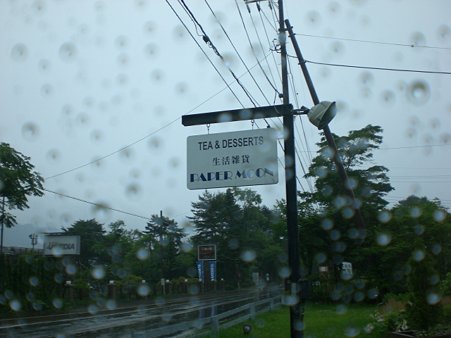 TEA & DESSERTS
生活雑貨
PAPER MOON